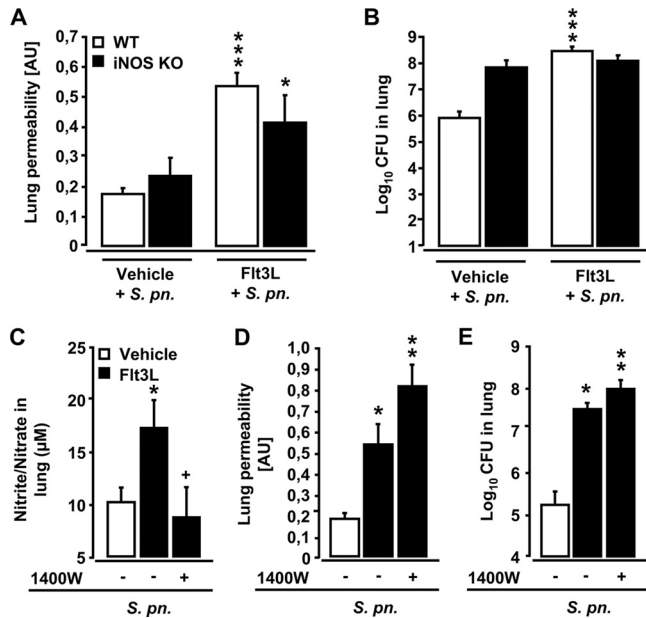 A
Lung permeability [AU]
0,7
0,6
0,5
0,4
0,3
0,2
0,1
0
WT
iNOS KO
***
*
Vehicle
+ S. pn.
Flt3L
+ S. pn.
B
Log10 CFU in lung
9
8
7
6
5
4
3
2
1
***
Vehicle
+ S. pn.
Flt3L
+ S. pn.
C
Nitrite/Nitrate in
lung (µM)
25
20
15
10
5
Vehicle
Flt3L
*
+
1400W - - +
S. pn.
D
Lung permeability
[AU]
1,0
0,9
0,8
0,7
0,6
0,5
0,4
0,3
0,2
0,1
0
*
**
1400W - - +
S. pn.
E
Log10 CFU in lung
9
8
7
6
5
4
*
**
1400W - - +
S. pn.